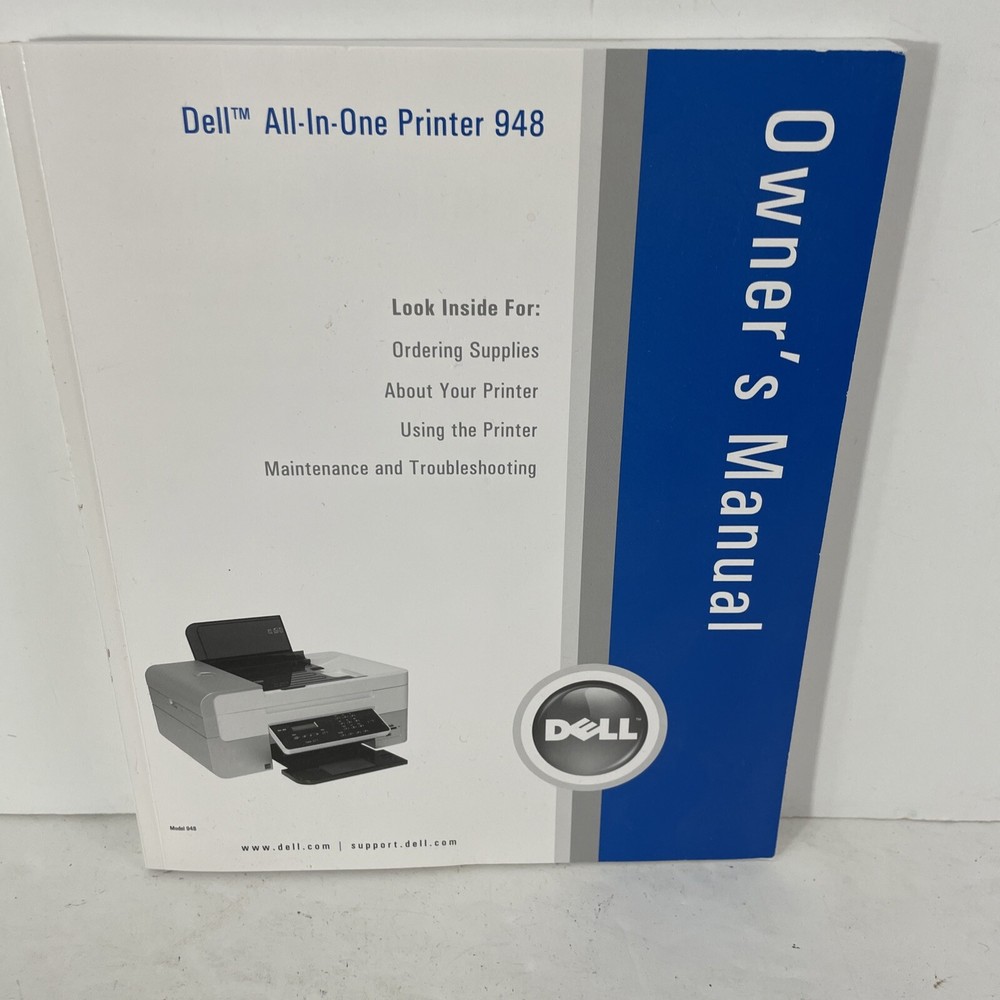 Dell™ All-In-One Printer 948
Look Inside For:
Ordering Supplies
About Your Printer
Using the Printer
Maintenance and Troubleshooting
Owner's Manual
DELL™
Model 948
www.dell.com | support.dell.com